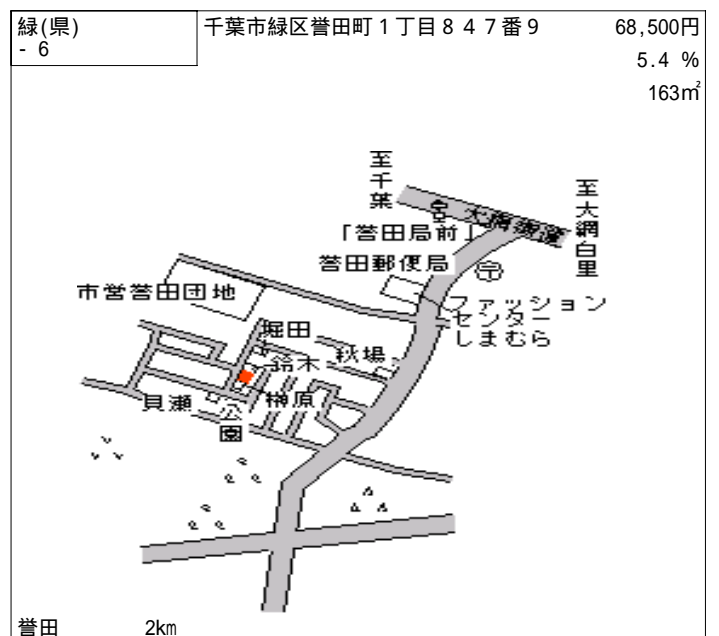 緑(県)
- 6
千葉市緑区誉田町１丁目８４７番９
68,500円
5.4 %
163㎡
至千葉
至大網白里
大網街道
「誉田局前」
誉田郵便局
市営誉田団地
ファッション
センター
しまむら
堀田
鈴木
秋場
榊原
貝瀬
公園
誉田 2km